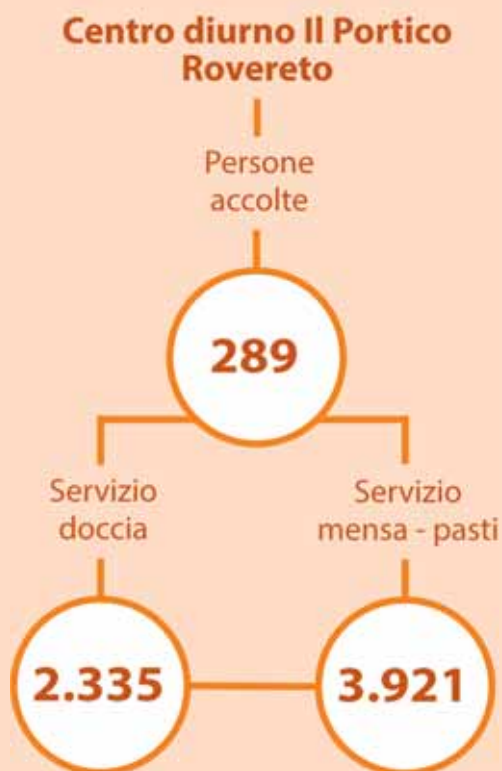 Centro diurno Il Portico
Rovereto
Persone
accolte
289
Servizio
doccia
Servizio
mensa - pasti
2.335
3.921